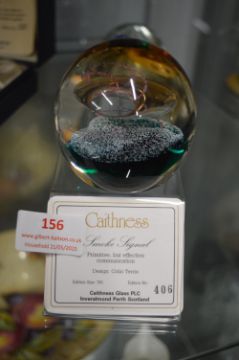 156
www.gilbert-baitson.co.uk
Household 21/05/2025
Caithness
Smoke Signal
Primitive, but effective
communication
Design: Colin Terris
Edition Size: 750
Edition No.
406
Caithness Glass PLC
Inveralmond Perth Scotland